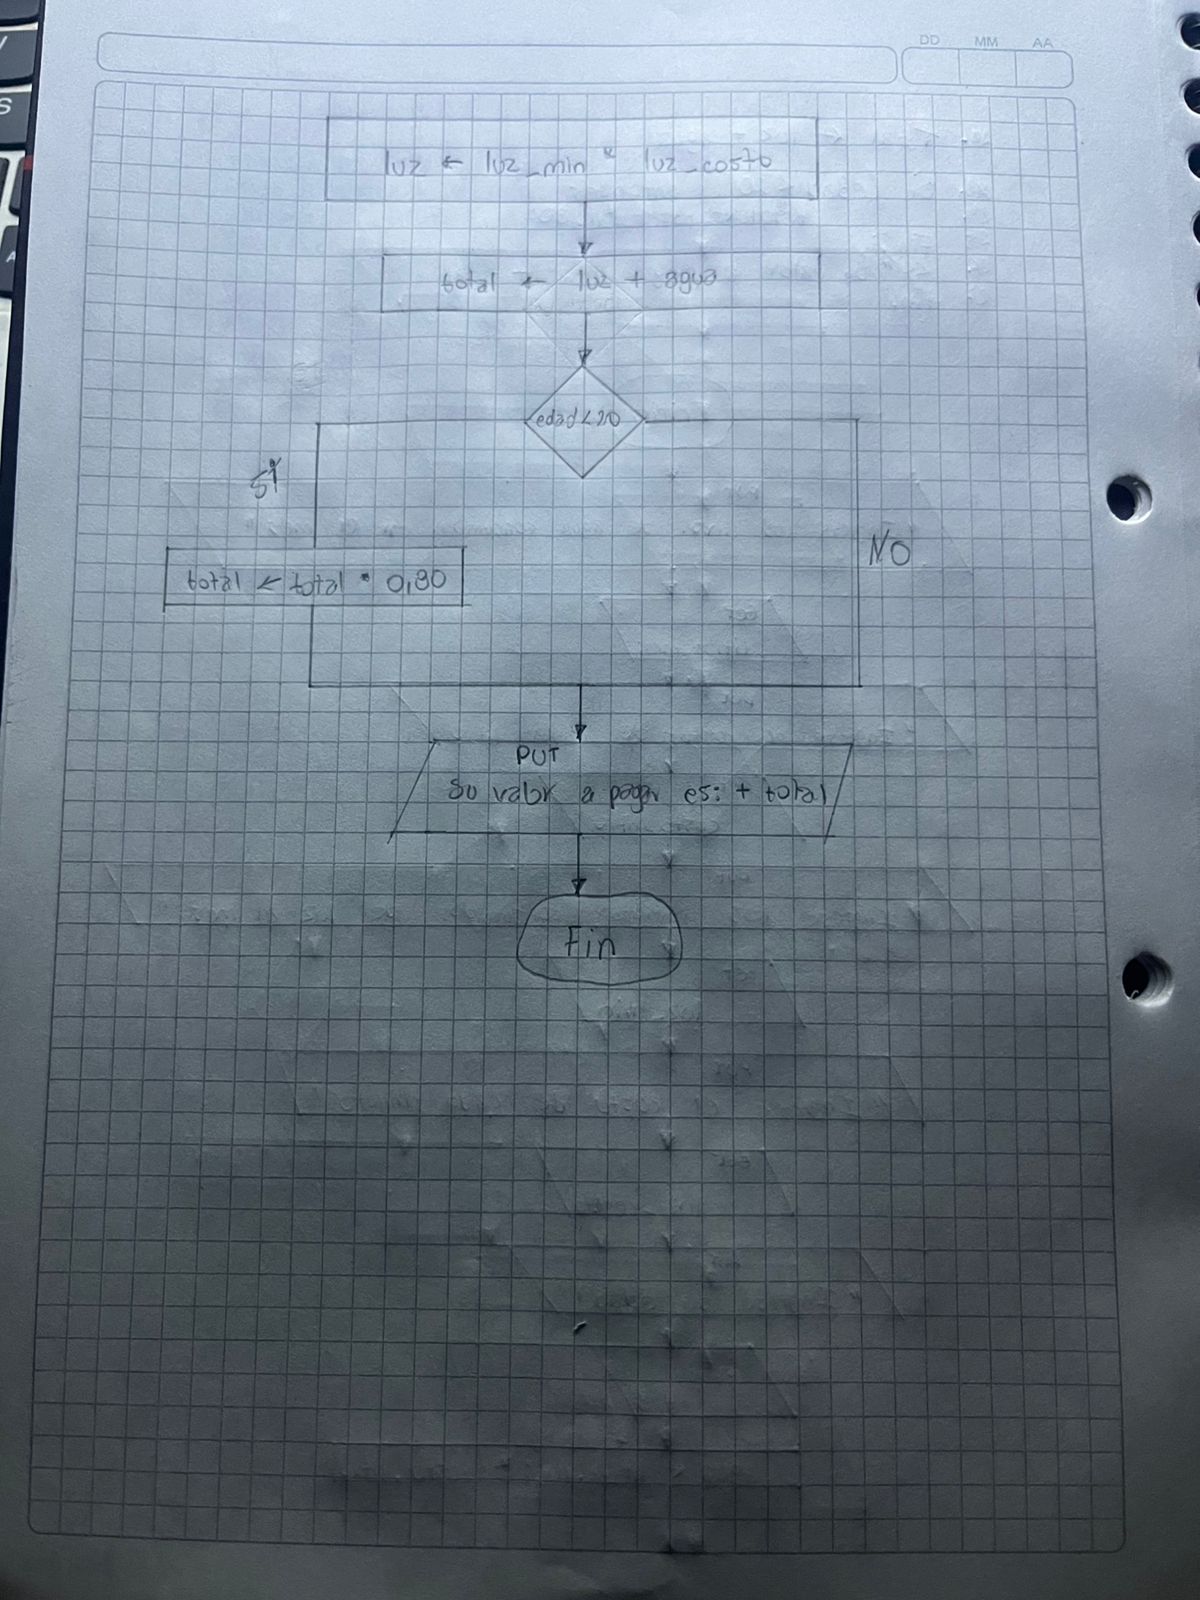 DD MM AA
luz ← luz_min * luz_costo
total ← luz + agua
edad < 20
SÍ
NO
total ← total * 0,80
PUT
Su valor a pagar es: + total
Fin